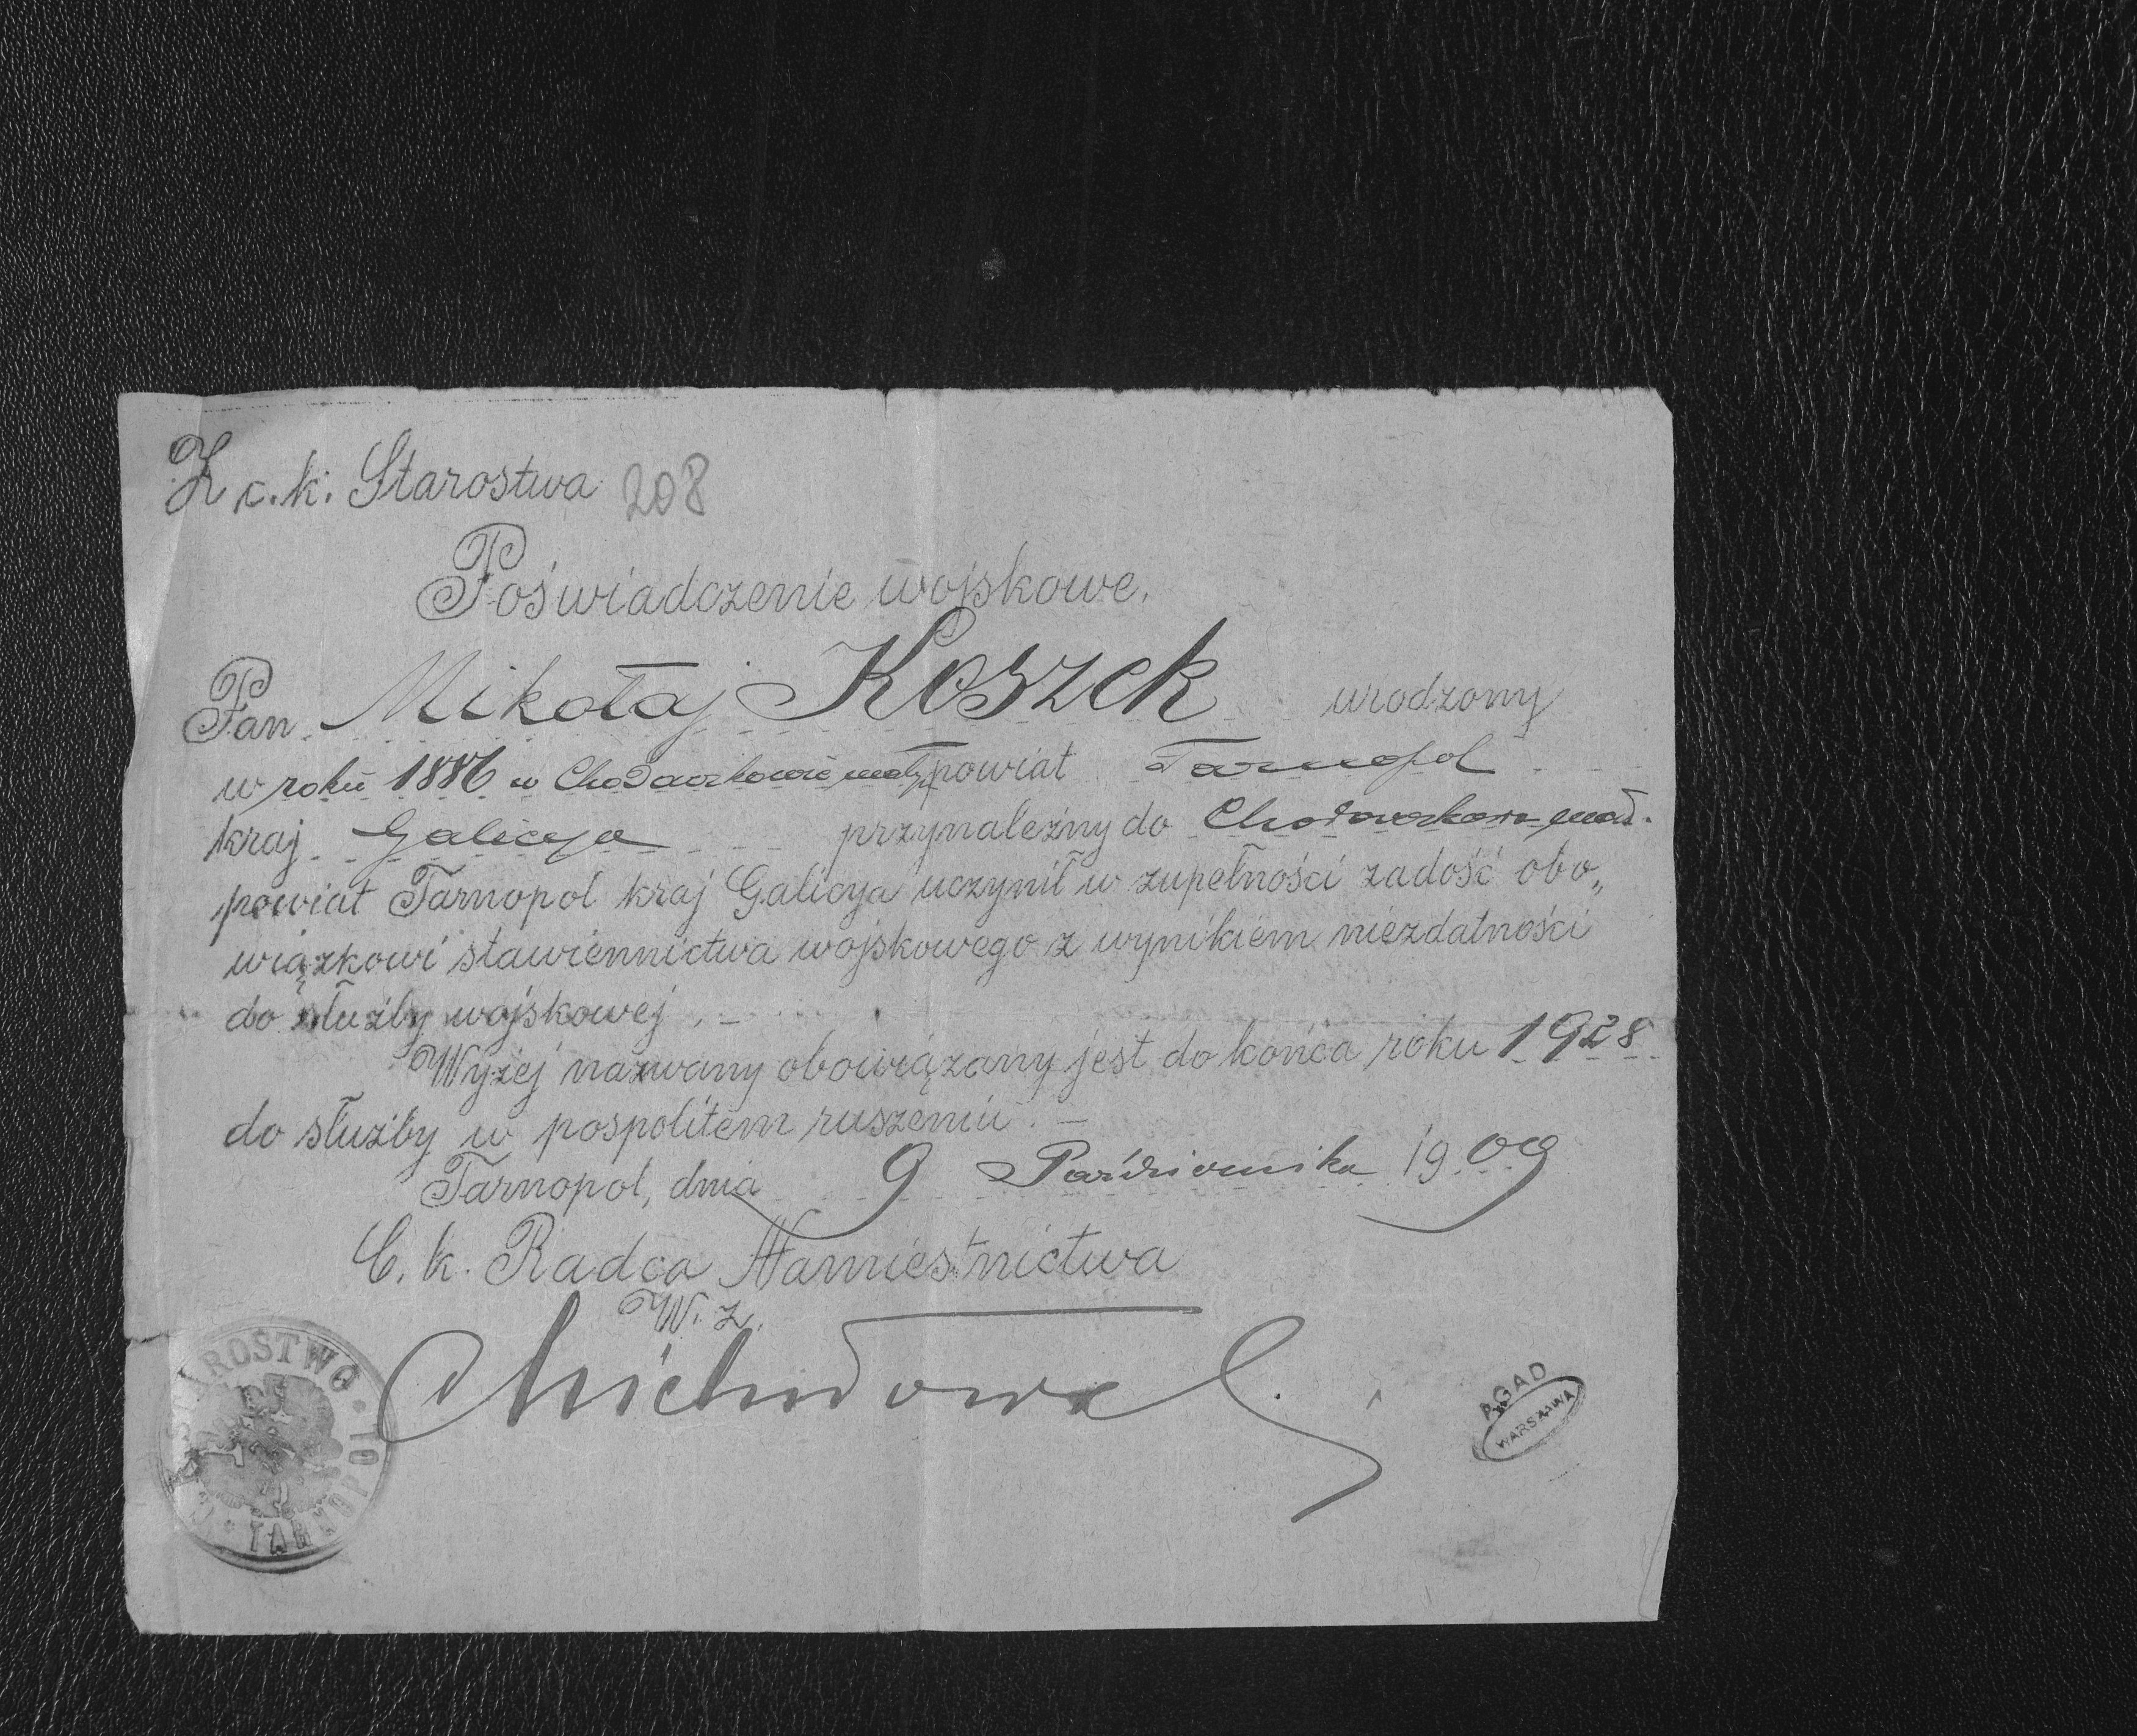 Z c. k. Starostwa 208
Poświadczenie wojskowe.
Pan Mikołaj Koszek urodzony
w roku 1886 w Chodaczkowie mały powiat Tarnopol
kraj Galicya przynależny do Chodaczkowa mał.
powiat Tarnopol kraj Galicya uczynił w zupełności zadość obo„
wiązkowi stawiennictwa wojskowego z wynikiem niezdatności
do służby wojskowej . –
Wyżej nazwany obowiązany jest do końca roku 1928
do służby w pospolitem ruszeniu . –
Tarnopol, dnia 9 Października 1909
C. k. Radca Namiestnictwa
W. z.
STAROSTWO • TARNOPOL
AGAD
WARSZAWA